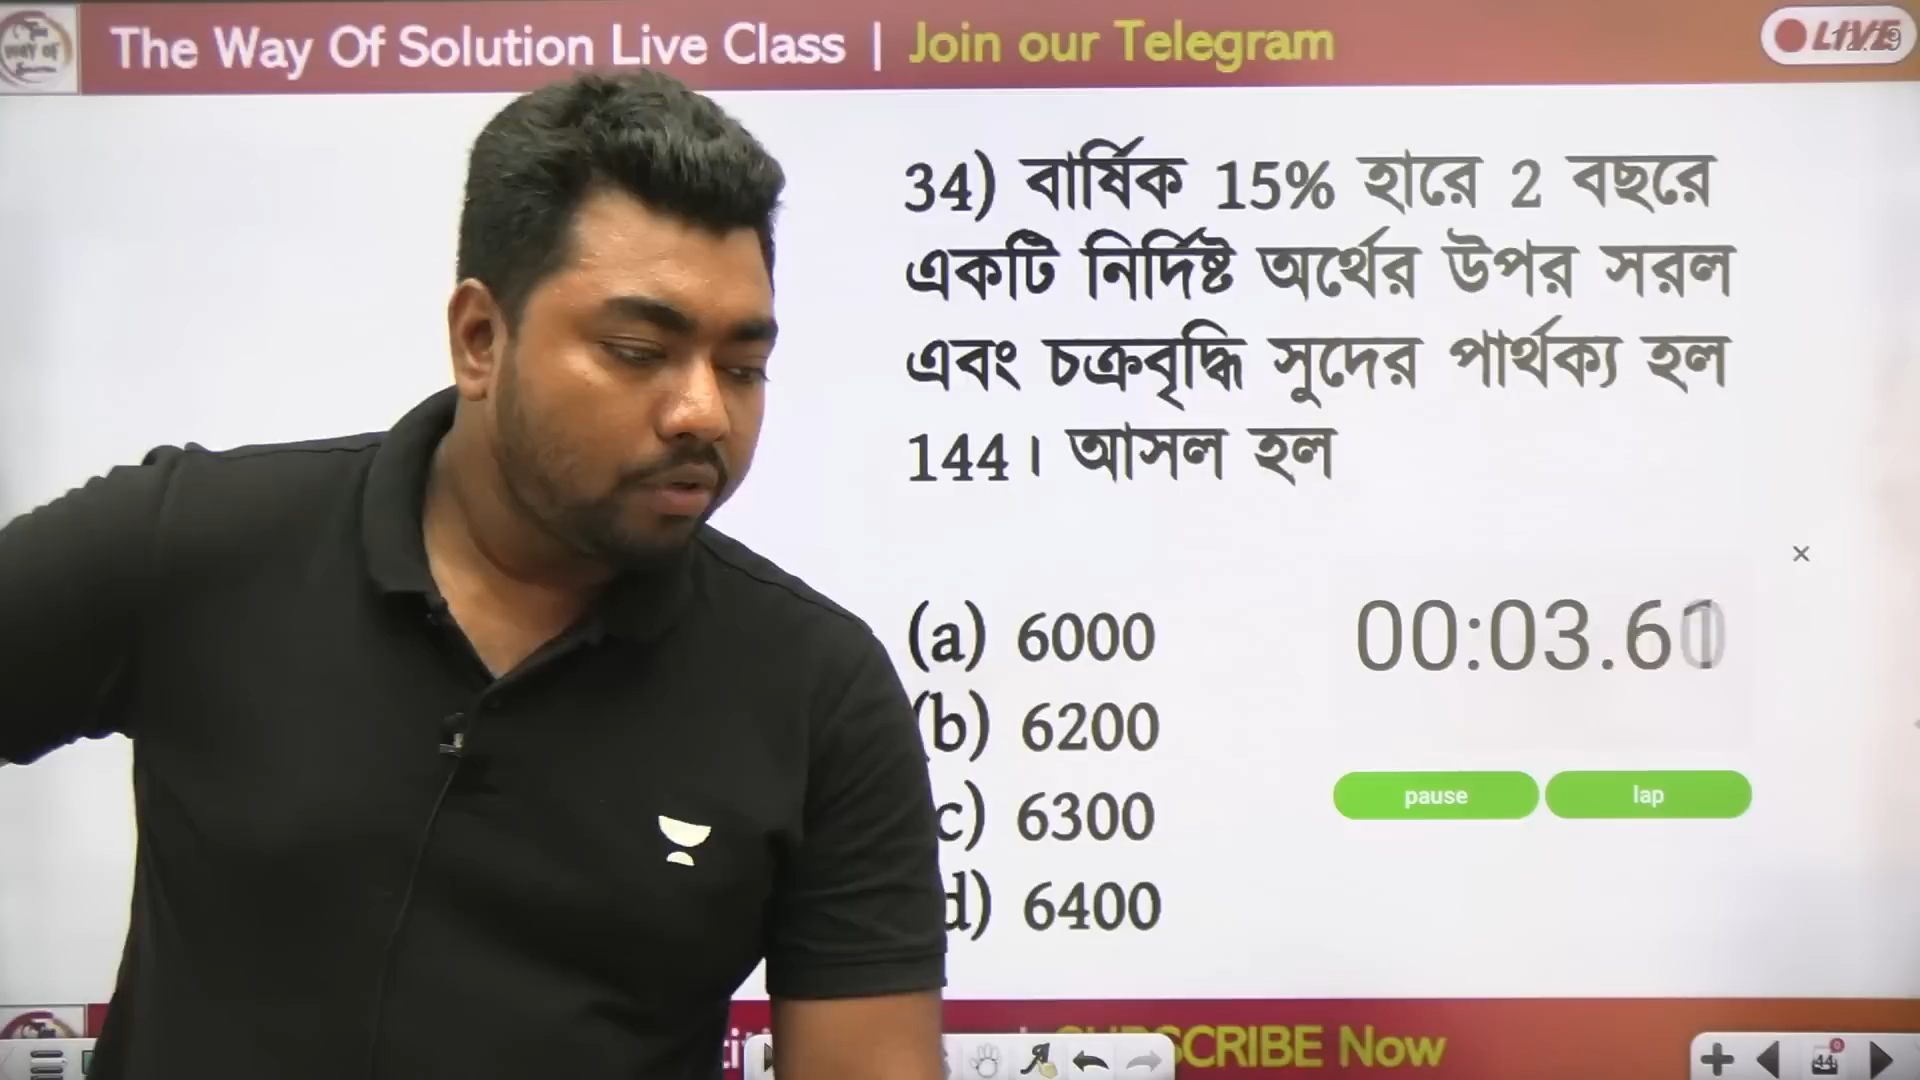 The Way Of Solution Live Class | Join our Telegram
LIVE
34) বার্ষিক 15% হারে 2 বছরে
একটি নির্দিষ্ট অর্থের উপর সরল
এবং চক্রবৃদ্ধি সুদের পার্থক্য হল
144। আসল হল
×
(a) 6000
00:03.6
(b) 6200
pause
lap
c) 6300
d) 6400
SCRIBE Now
44